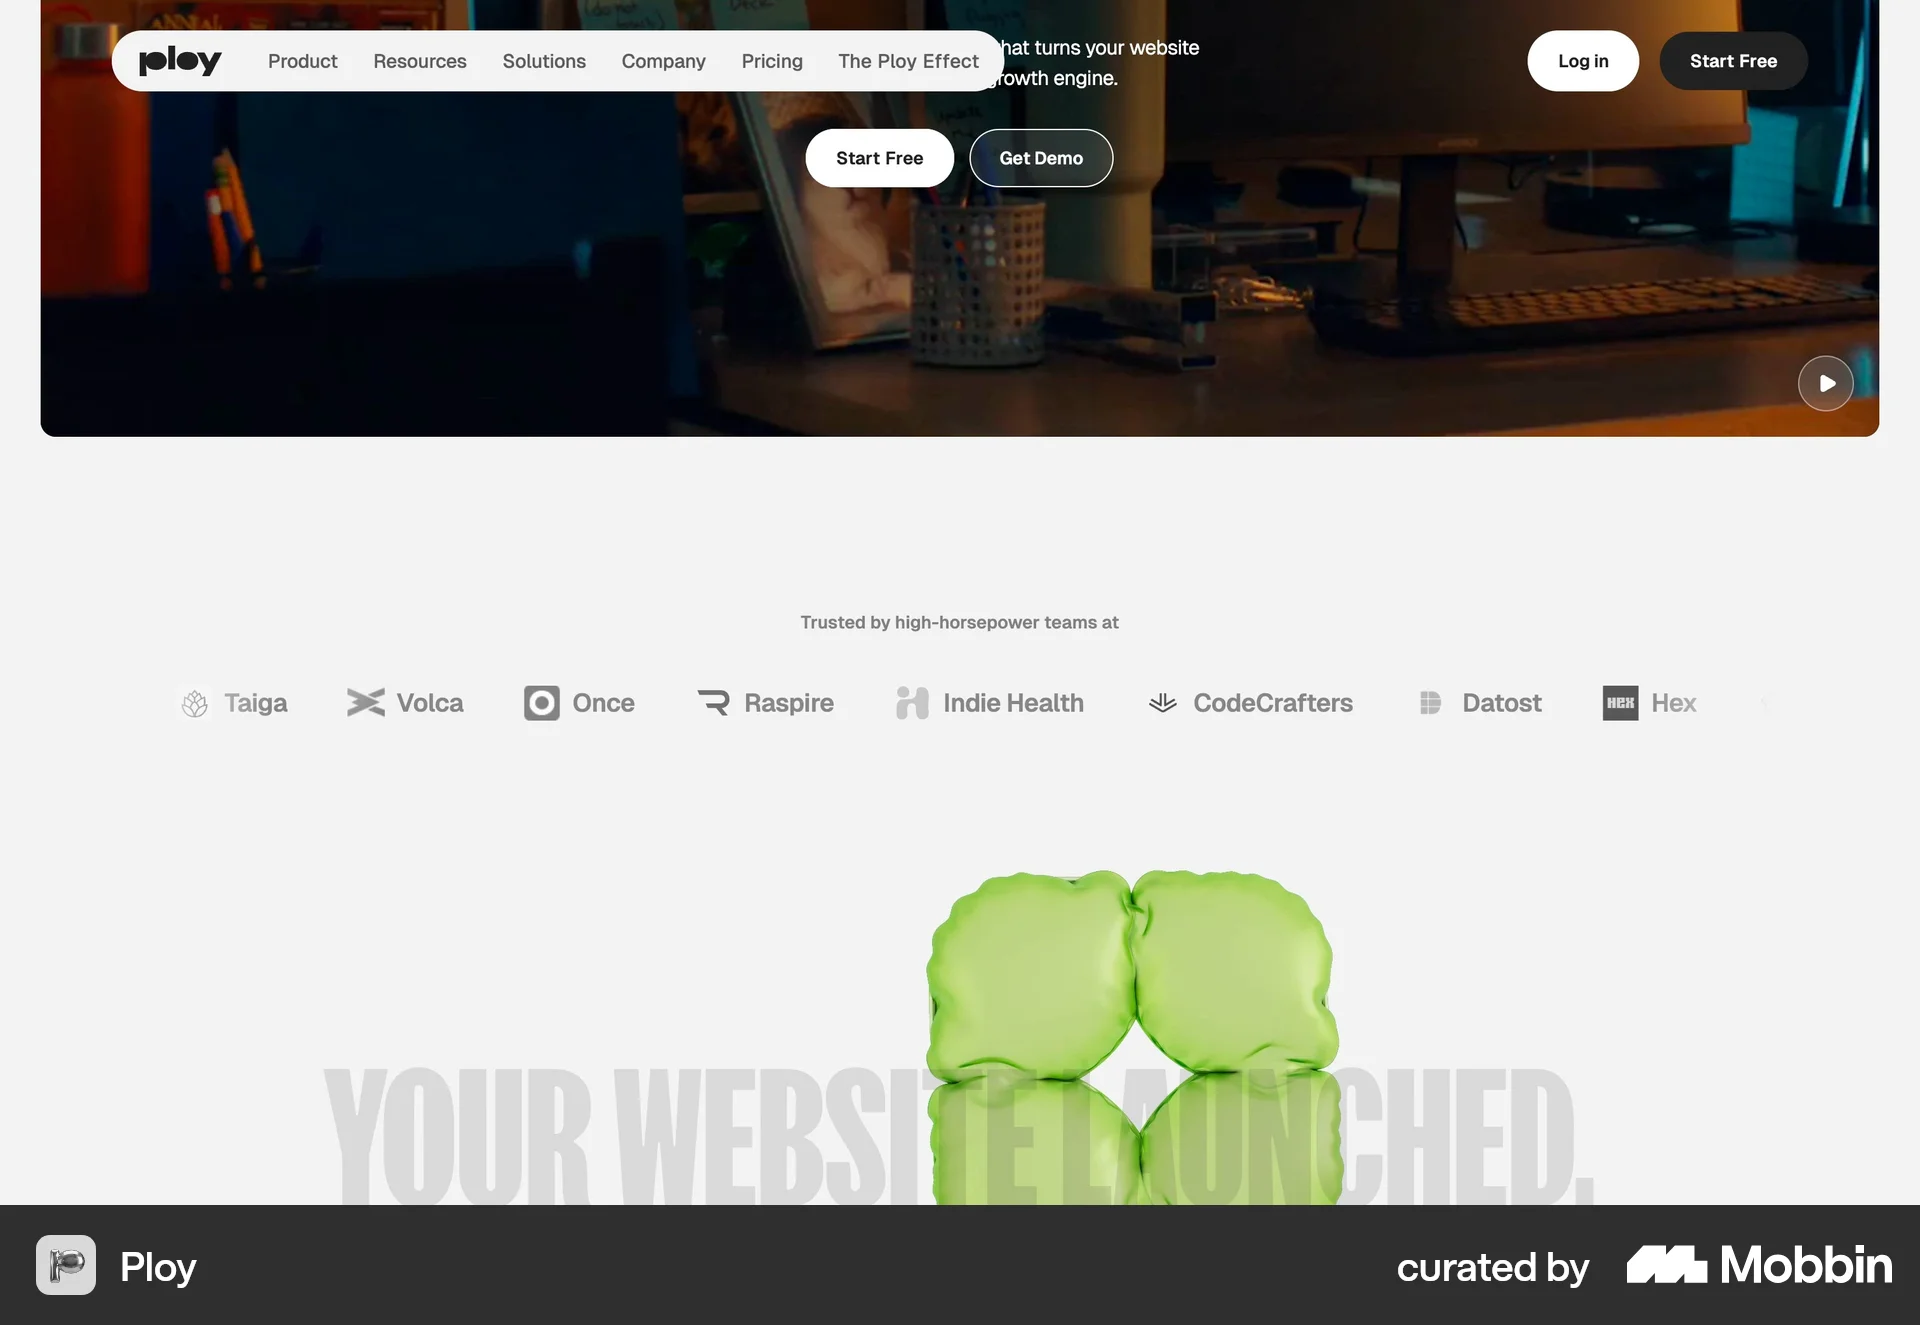 ploy Product Resources Solutions Company Pricing The Ploy Effect
hat turns your website
growth engine.
Log in
Start Free
Start Free
Get Demo
Trusted by high-horsepower teams at
Taiga
Volca
Once
Raspire
Indie Health
CodeCrafters
Datost
HEX Hex
YOUR WEBSITE LAUNCHED.
Ploy
curated by Mobbin